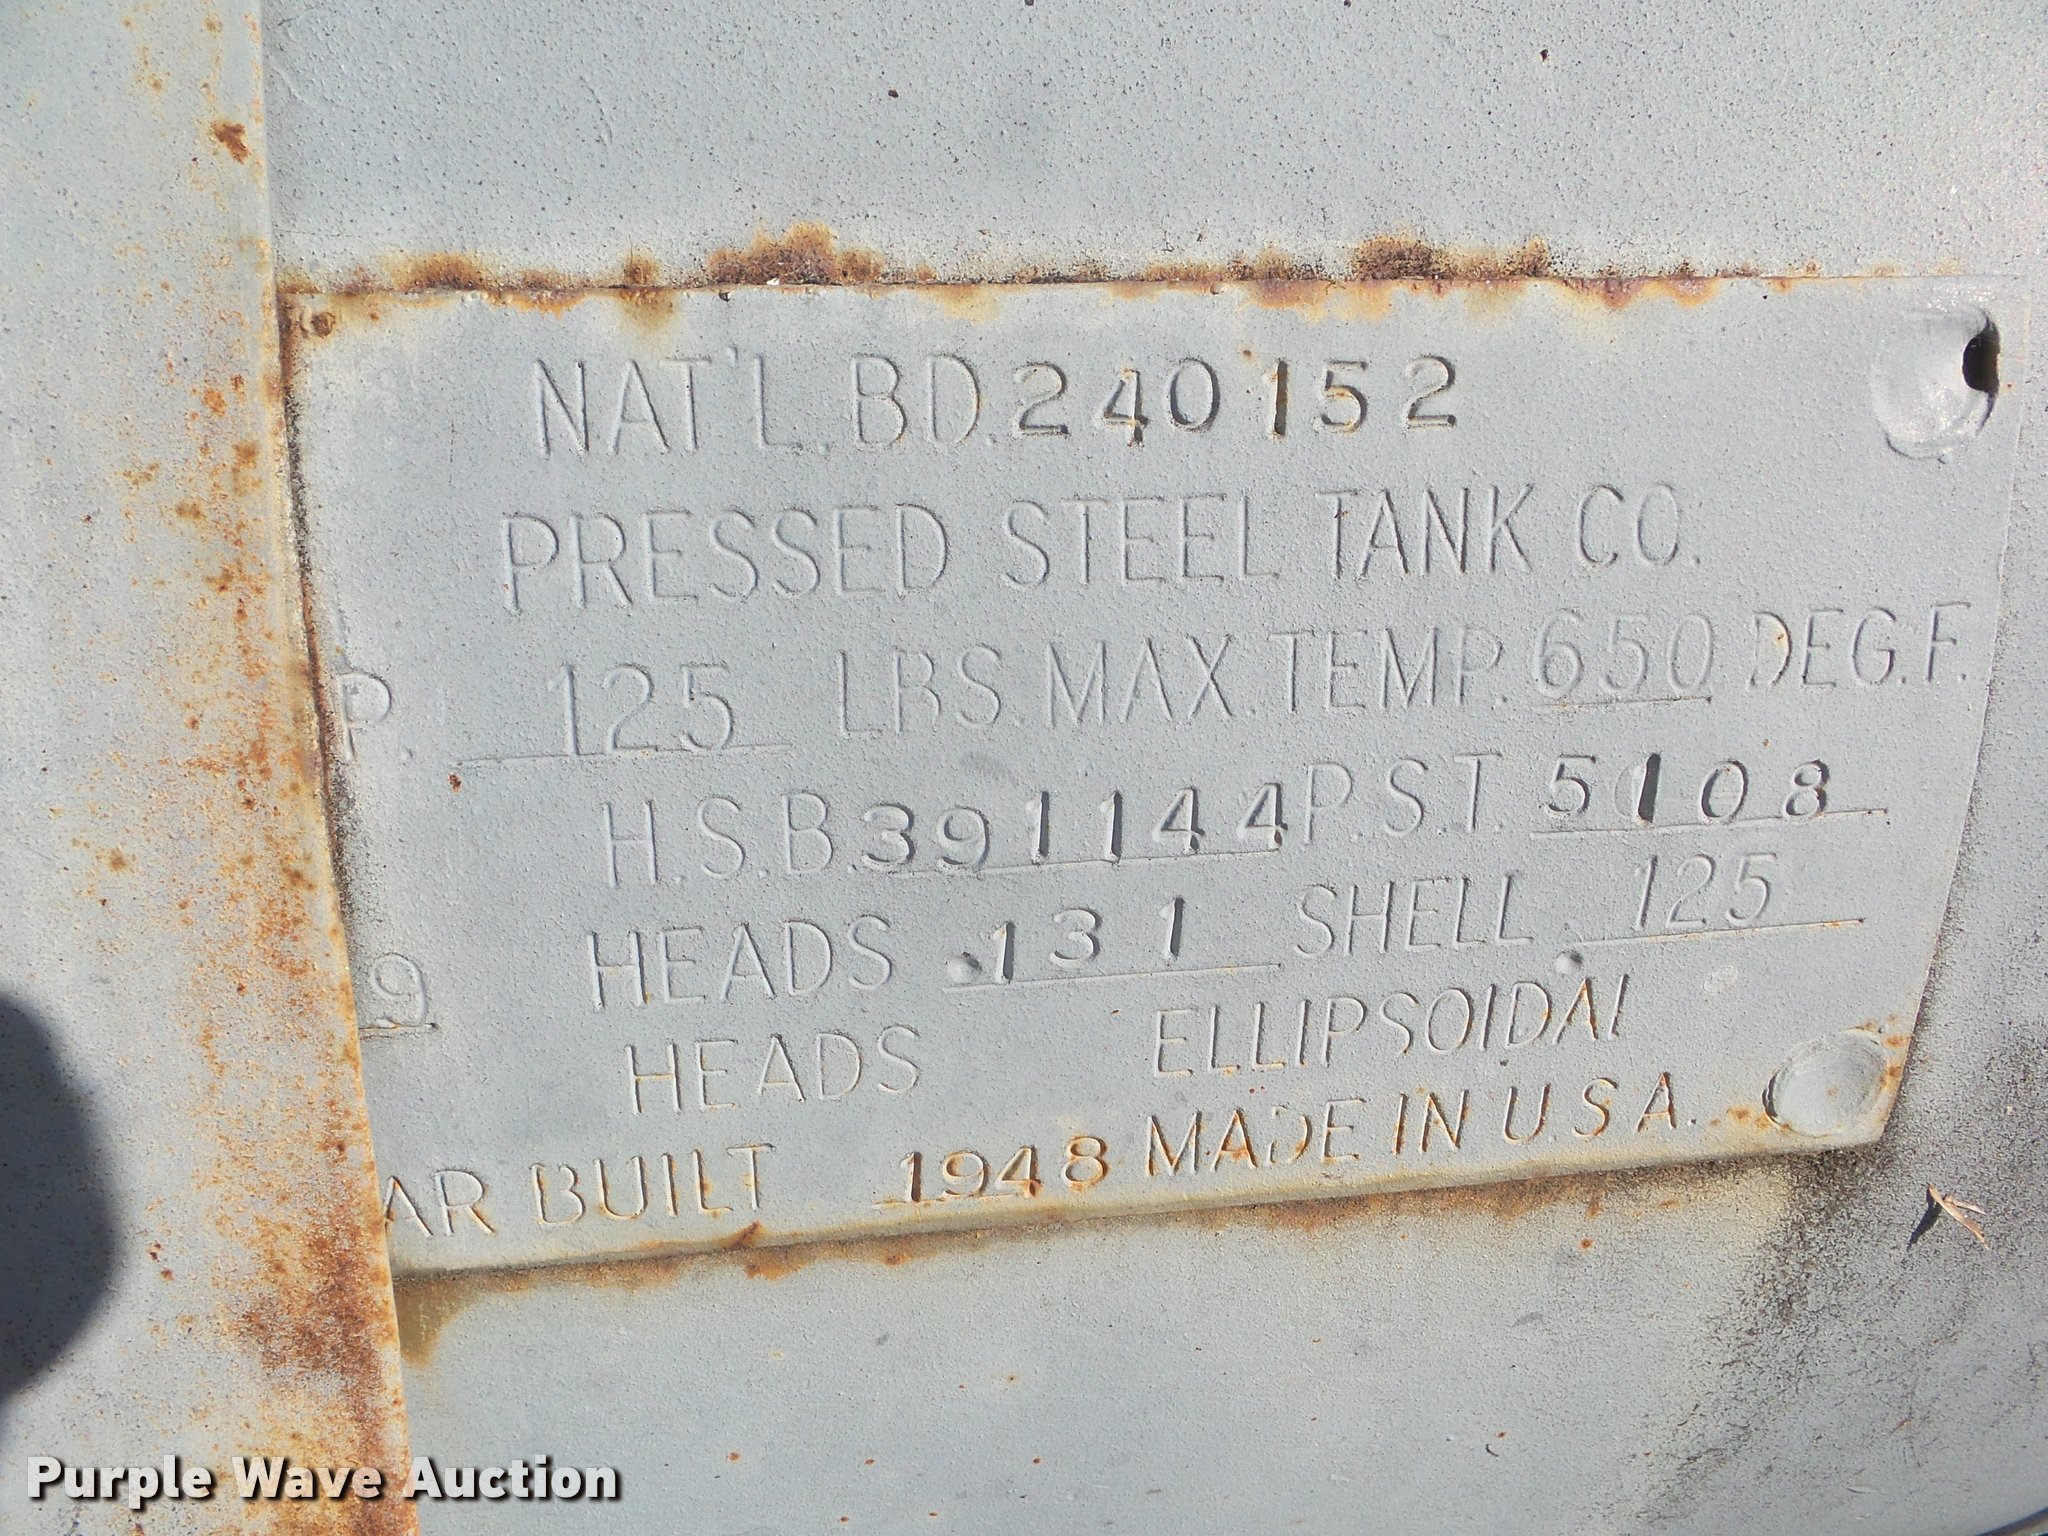 NAT'L. BD. 240152
PRESSED STEEL TANK CO.
P. 125 LBS. MAX. TEMP. 650 DEG. F.
H.S.B. 391144 P.S.T. 5108
9 HEADS .131 SHELL .125
HEADS ELLIPSOIDAL
AR BUILT 1948 MADE IN U.S.A.
Purple Wave Auction